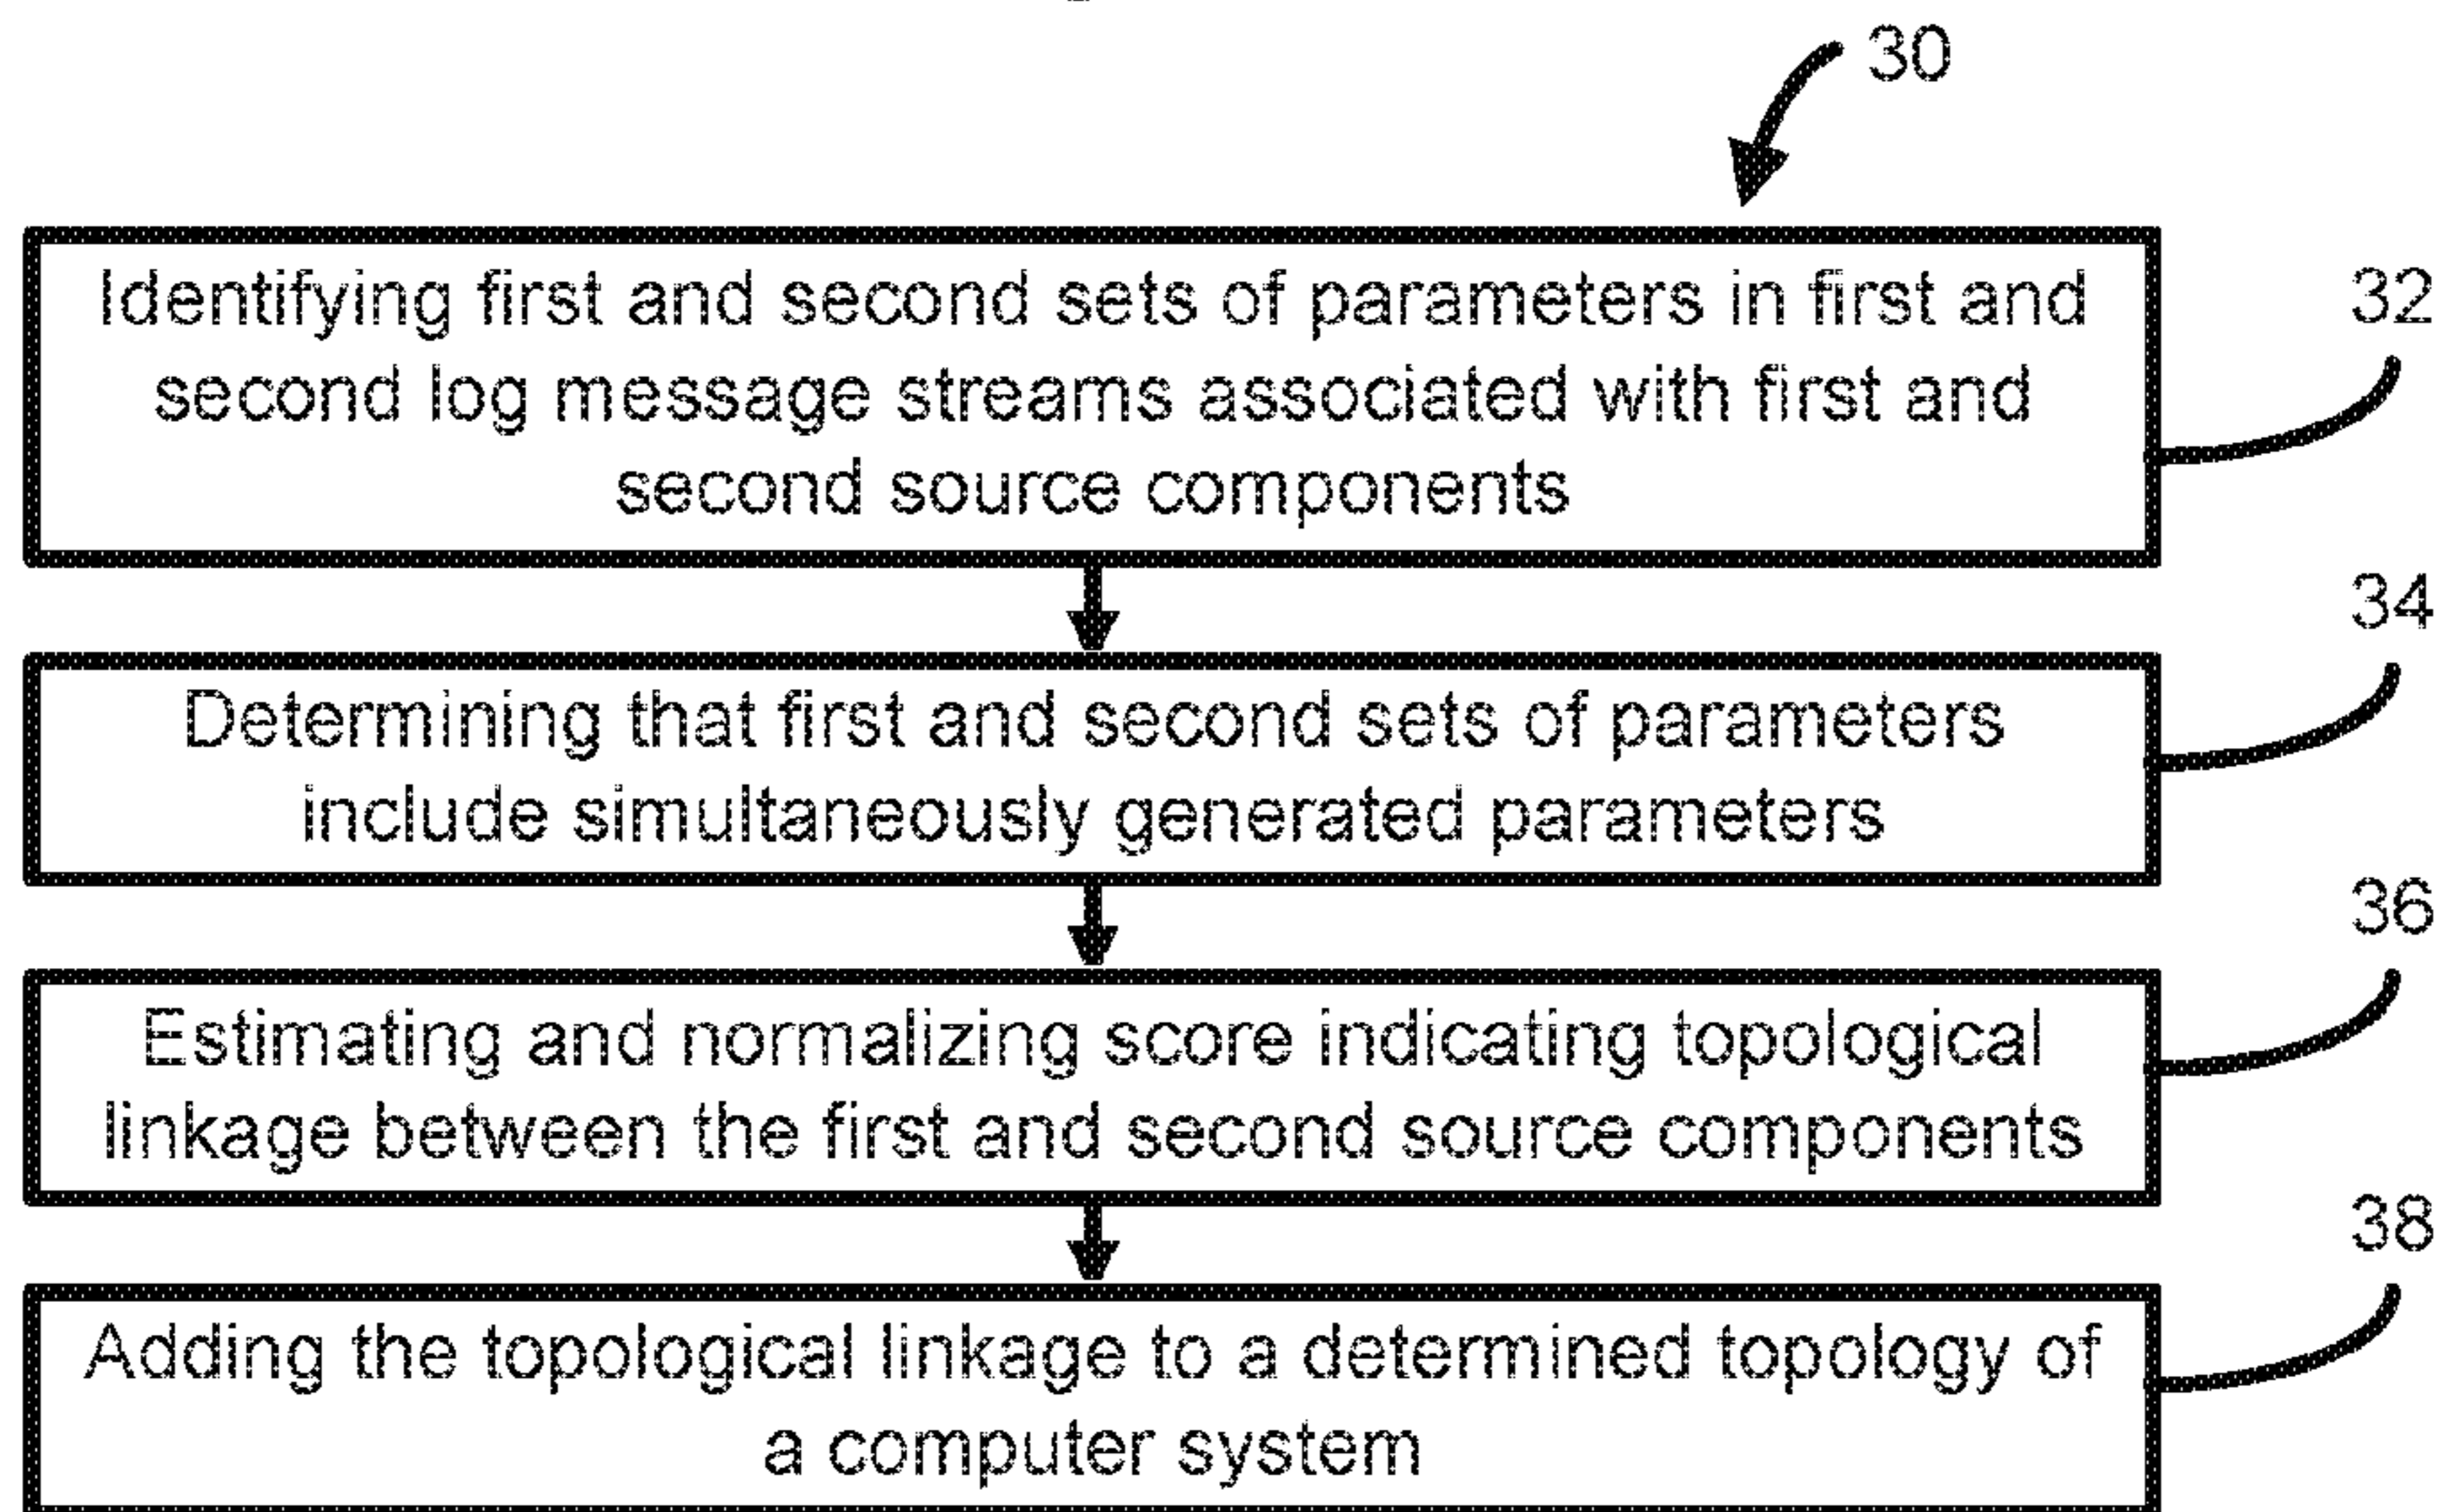 30
Identifying first and second sets of parameters in first and
second log message streams associated with first and
second source components
32
Determining that first and second sets of parameters
include simultaneously generated parameters
34
Estimating and normalizing score indicating topological
linkage between the first and second source components
36
Adding the topological linkage to a determined topology of
a computer system
38